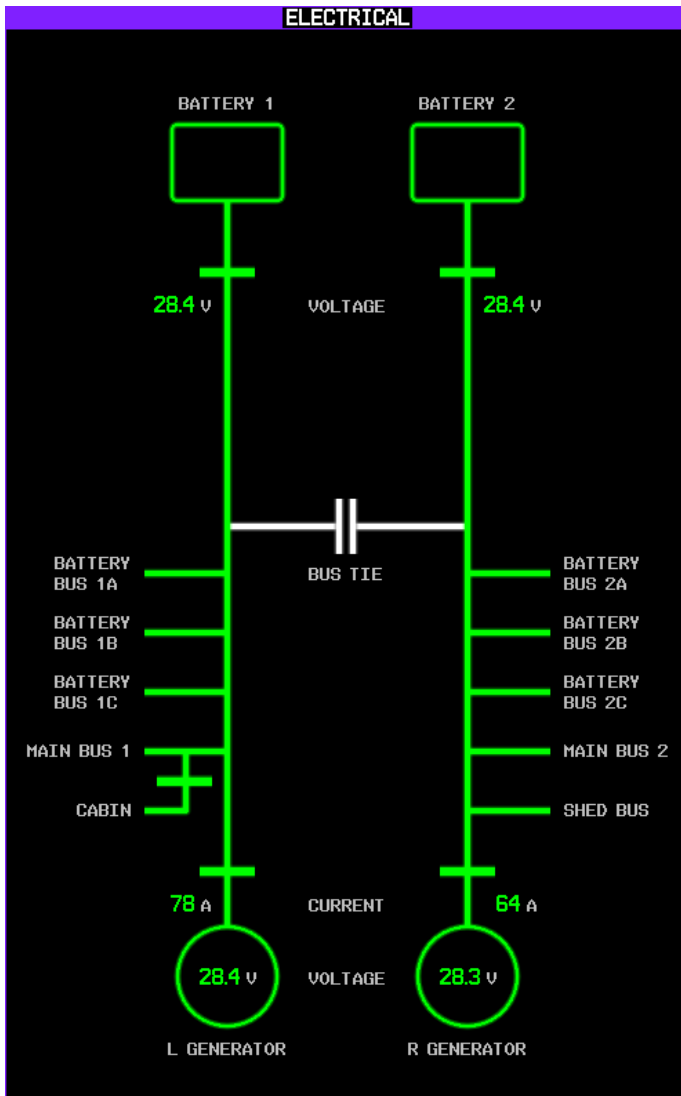 ELECTRICAL
BATTERY 1 BATTERY 2
28.4 V VOLTAGE 28.4 V
BUS TIE
BATTERY
BUS 1A
BATTERY
BUS 2A
BATTERY
BUS 1B
BATTERY
BUS 2B
BATTERY
BUS 1C
BATTERY
BUS 2C
MAIN BUS 1 MAIN BUS 2
CABIN SHED BUS
78 A CURRENT 64 A
28.4 V VOLTAGE 28.3 V
L GENERATOR R GENERATOR